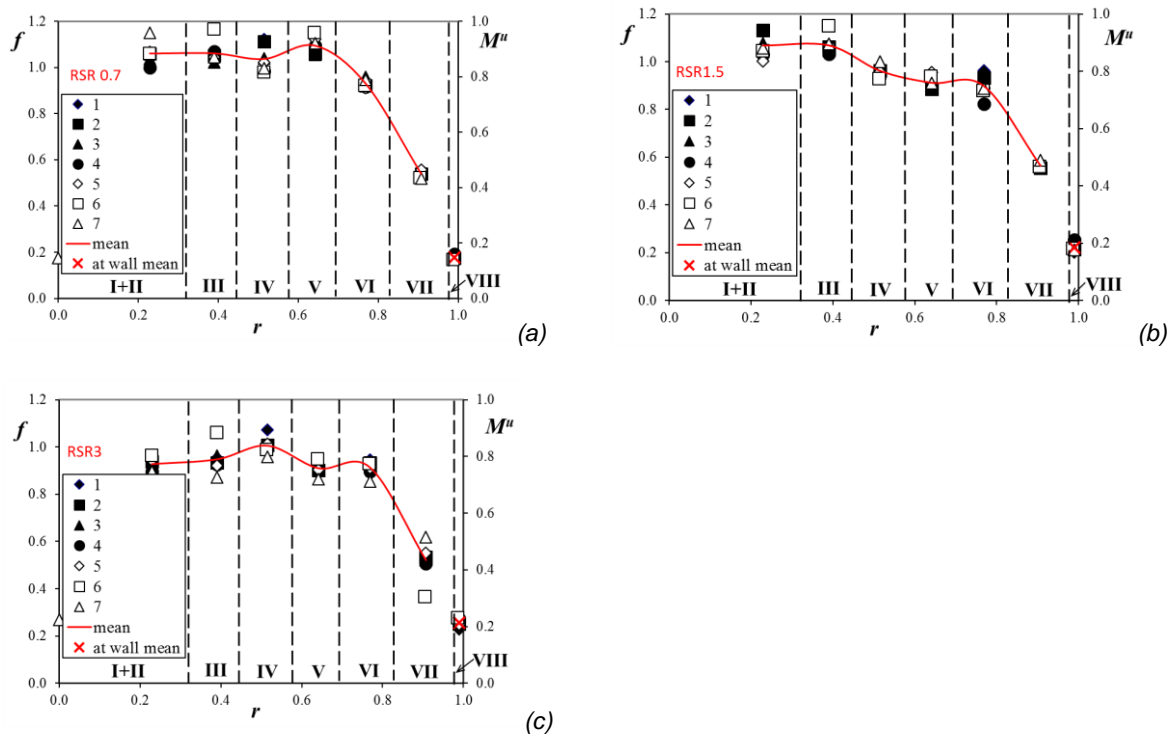 1.2
1.0
0.8
0.6
0.4
0.2
0.0
f
RSR 0.7
1
2
3
4
5
6
7
mean
at wall mean
I+II
III
IV
V
VI
VII
VIII
0.0
0.2
0.4
0.6
0.8
1.0
r
1.0
0.8
0.6
0.4
0.2
0.0
Mᵘ
(a)
1.2
1.0
0.8
0.6
0.4
0.2
0.0
f
RSR1.5
1
2
3
4
5
6
7
mean
at wall mean
I+II
III
IV
V
VI
VII
VIII
0.0
0.2
0.4
0.6
0.8
1.0
r
1.0
0.8
0.6
0.4
0.2
0.0
Mᵘ
(b)
1.2
1.0
0.8
0.6
0.4
0.2
0.0
f
RSR3
1
2
3
4
5
6
7
mean
at wall mean
I+II
III
IV
V
VI
VII
VIII
0.0
0.2
0.4
0.6
0.8
1.0
r
1.0
0.8
0.6
0.4
0.2
0.0
Mᵘ
(c)